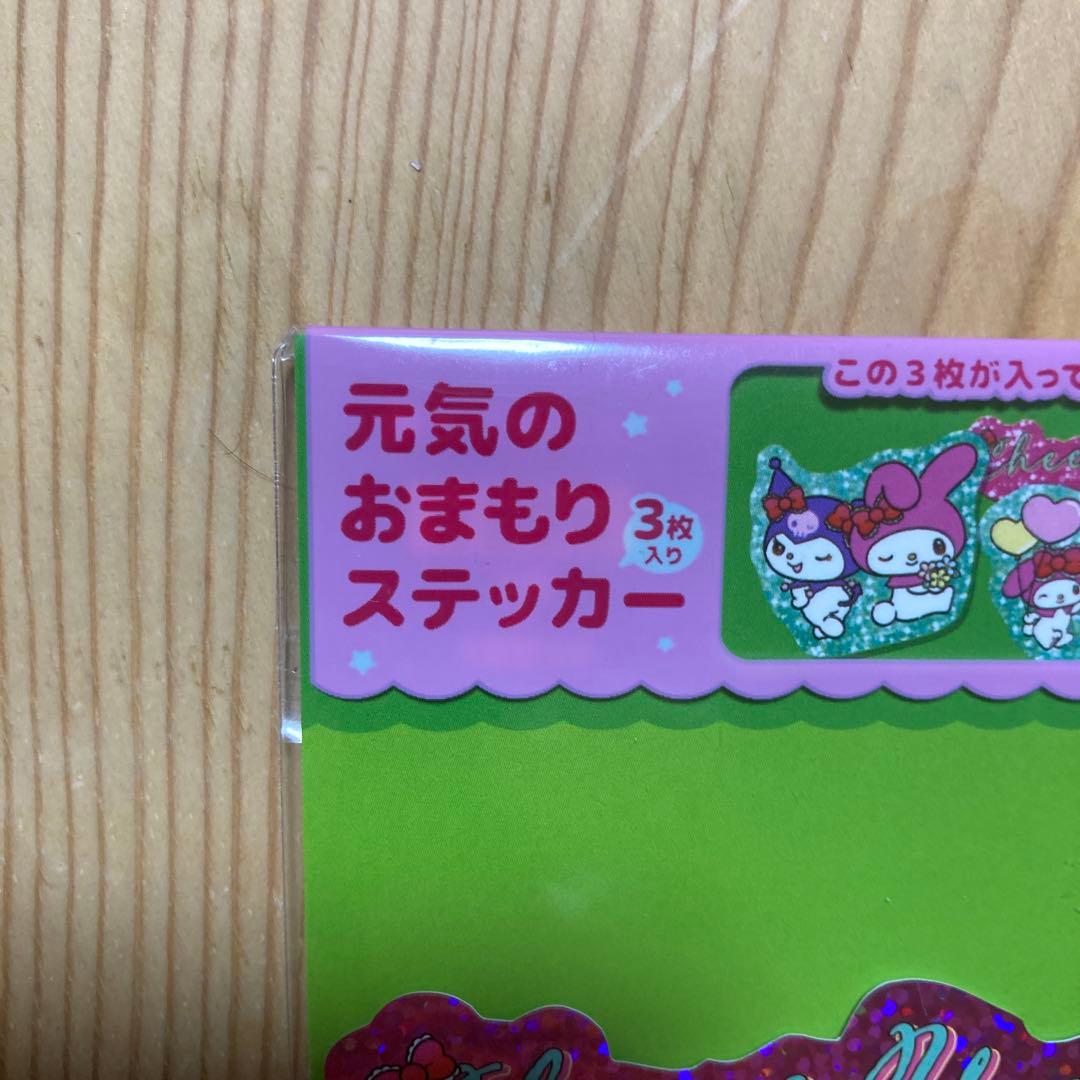 元気の
おまもり
ステッカー
3枚
入り
この3枚が入って
Chee